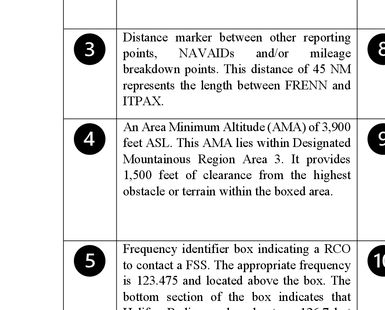 3
Distance marker between other reporting
points, NAVAIDs and/or mileage
breakdown points. This distance of 45 NM
represents the length between FRENN and
ITPAX.
8
4
An Area Minimum Altitude (AMA) of 3,900
feet ASL. This AMA lies within Designated
Mountainous Region Area 3. It provides
1,500 feet of clearance from the highest
obstacle or terrain within the boxed area.
9
5
Frequency identifier box indicating a RCO
to contact a FSS. The appropriate frequency
is 123.475 and located above the box. The
bottom section of the box indicates that
10